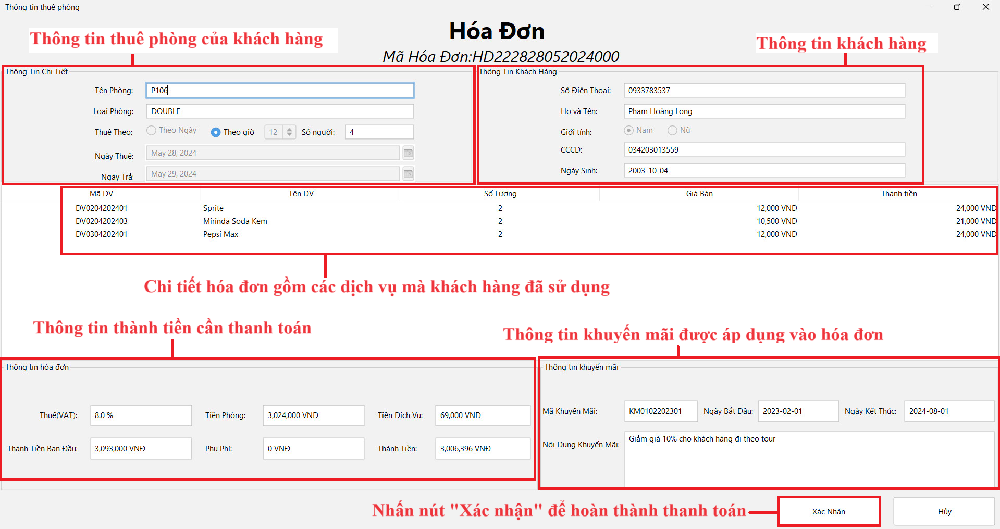 Thông tin thuê phòng
Hóa Đơn
Thông tin thuê phòng của khách hàng
Thông tin khách hàng
Mã Hóa Đơn:HD222828052024000
Thông Tin Chi Tiết
Tên Phòng: P106
Loại Phòng: DOUBLE
Thuê Theo: Theo Ngày Theo giờ 12 Số người: 4
Ngày Thuê: May 28, 2024
Ngày Trả: May 29, 2024
Thông Tin Khách Hàng
Số Điên Thoại: 0933783537
Họ và Tên: Phạm Hoàng Long
Giới tính: Nam Nữ
CCCD: 034203013559
Ngày Sinh: 2003-10-04
Mã DV Tên DV Số Lượng Giá Bán Thành tiền
DV0204202401 Sprite 2 12,000 VNĐ 24,000 VNĐ
DV0204202403 Mirinda Soda Kem 2 10,500 VNĐ 21,000 VNĐ
DV0304202401 Pepsi Max 2 12,000 VNĐ 24,000 VNĐ
Chi tiết hóa đơn gồm các dịch vụ mà khách hàng đã sử dụng
Thông tin thành tiền cần thanh toán
Thông tin khuyến mãi được áp dụng vào hóa đơn
Thông tin hóa đơn
Thuế(VAT): 8.0 % Tiền Phòng: 3,024,000 VNĐ Tiền Dịch Vụ: 69,000 VNĐ
Thành Tiền Ban Đầu: 3,093,000 VNĐ Phụ Phí: 0 VNĐ Thành Tiền: 3,006,396 VNĐ
Thông tin khuyến mãi
Mã Khuyến Mãi: KM0102202301 Ngày Bắt Đầu: 2023-02-01 Ngày Kết Thúc: 2024-08-01
Nội Dung Khuyến Mãi: Giảm giá 10% cho khách hàng đi theo tour
Nhấn nút "Xác nhận" để hoàn thành thanh toán
Xác Nhận Hủy